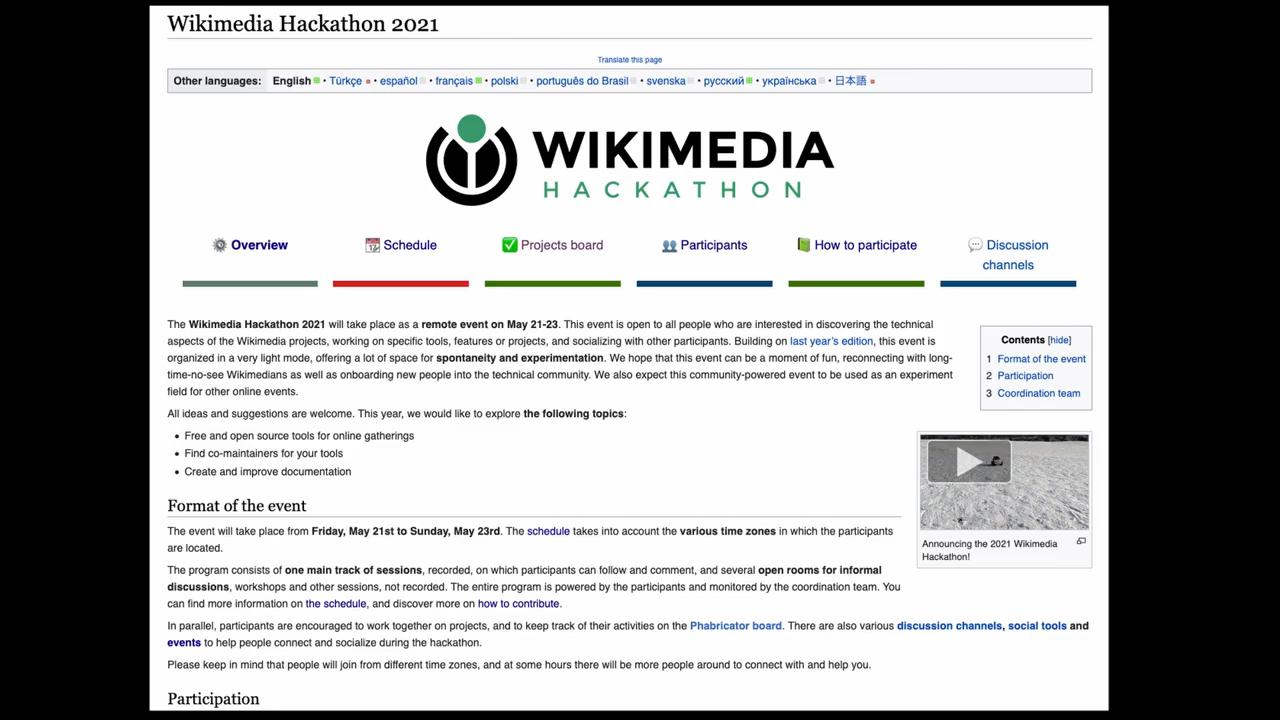 Wikimedia Hackathon 2021
Translate this page
Other languages: English • Türkçe • español • français • polski • português do Brasil • svenska • русский • українська • 日本語
WIKIMEDIA
HACKATHON
Overview
Schedule
Projects board
Participants
How to participate
Discussion
channels
The Wikimedia Hackathon 2021 will take place as a remote event on May 21-23. This event is open to all people who are interested in discovering the technical
aspects of the Wikimedia projects, working on specific tools, features or projects, and socializing with other participants. Building on last year's edition, this event is
organized in a very light mode, offering a lot of space for spontaneity and experimentation. We hope that this event can be a moment of fun, reconnecting with long-
time-no-see Wikimedians as well as onboarding new people into the technical community. We also expect this community-powered event to be used as an experiment
field for other online events.
Contents [hide]
1 Format of the event
2 Participation
3 Coordination team
All ideas and suggestions are welcome. This year, we would like to explore the following topics:
• Free and open source tools for online gatherings
• Find co-maintainers for your tools
• Create and improve documentation
Announcing the 2021 Wikimedia
Hackathon!
Format of the event
The event will take place from Friday, May 21st to Sunday, May 23rd. The schedule takes into account the various time zones in which the participants
are located.
The program consists of one main track of sessions, recorded, on which participants can follow and comment, and several open rooms for informal
discussions, workshops and other sessions, not recorded. The entire program is powered by the participants and monitored by the coordination team. You
can find more information on the schedule, and discover more on how to contribute.
In parallel, participants are encouraged to work together on projects, and to keep track of their activities on the Phabricator board. There are also various discussion channels, social tools and
events to help people connect and socialize during the hackathon.
Please keep in mind that people will join from different time zones, and at some hours there will be more people around to connect with and help you.
Participation